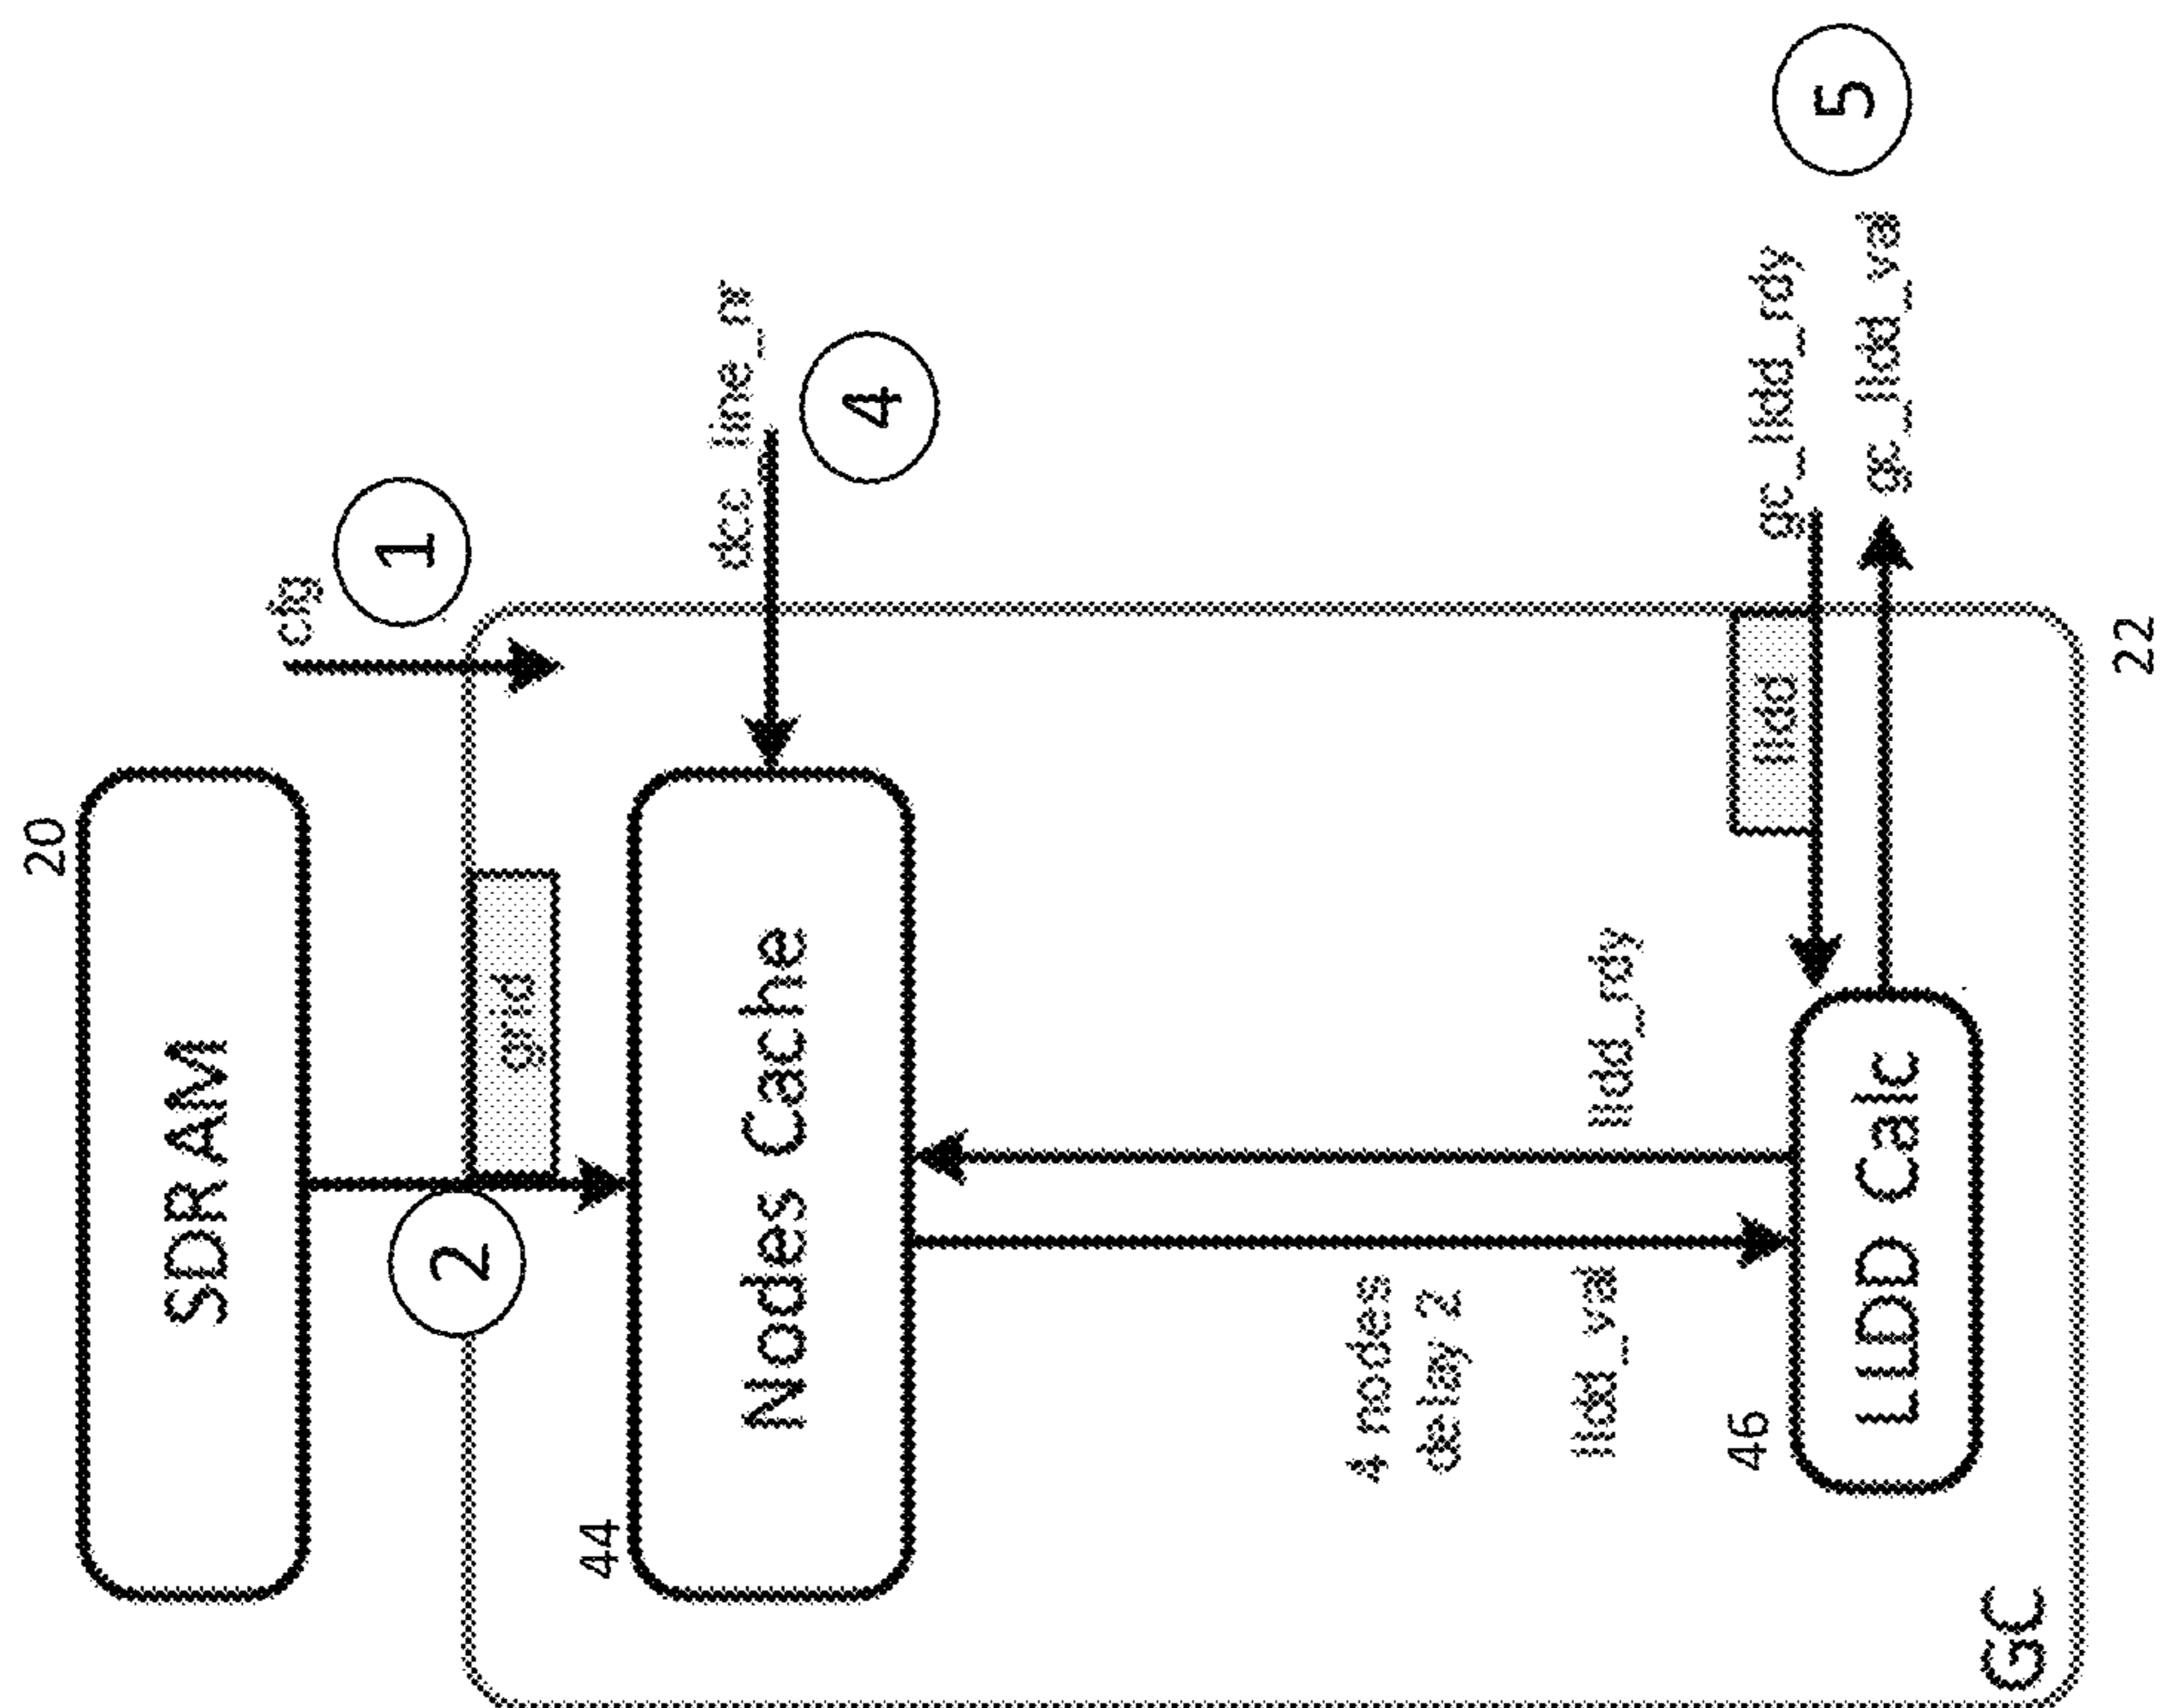 20
SDRAM
cfg
1
2
grid
44
Nodes Cache
dcc_line_nr
4
4 nodes
delay 2
lldd_val
lldd_rdy
46
LLDD Calc
lldd
gc_lldd_rdy
gc_lldd_val
5
GC
22